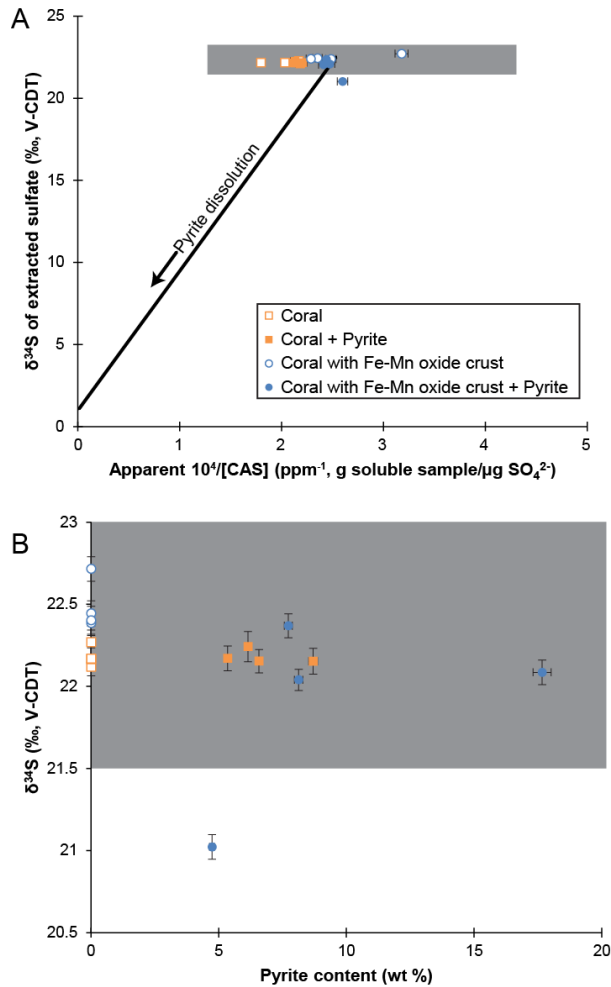 A
δ³⁴S of extracted sulfate (‰, V-CDT)
25
20
15
10
5
0
Pyrite dissolution
Coral
Coral + Pyrite
Coral with Fe-Mn oxide crust
Coral with Fe-Mn oxide crust + Pyrite
0 1 2 3 4 5
Apparent 10⁴/[CAS] (ppm⁻¹, g soluble sample/µg SO₄²⁻)
B
δ³⁴S (‰, V-CDT)
23
22.5
22
21.5
21
20.5
0 5 10 15 20
Pyrite content (wt %)